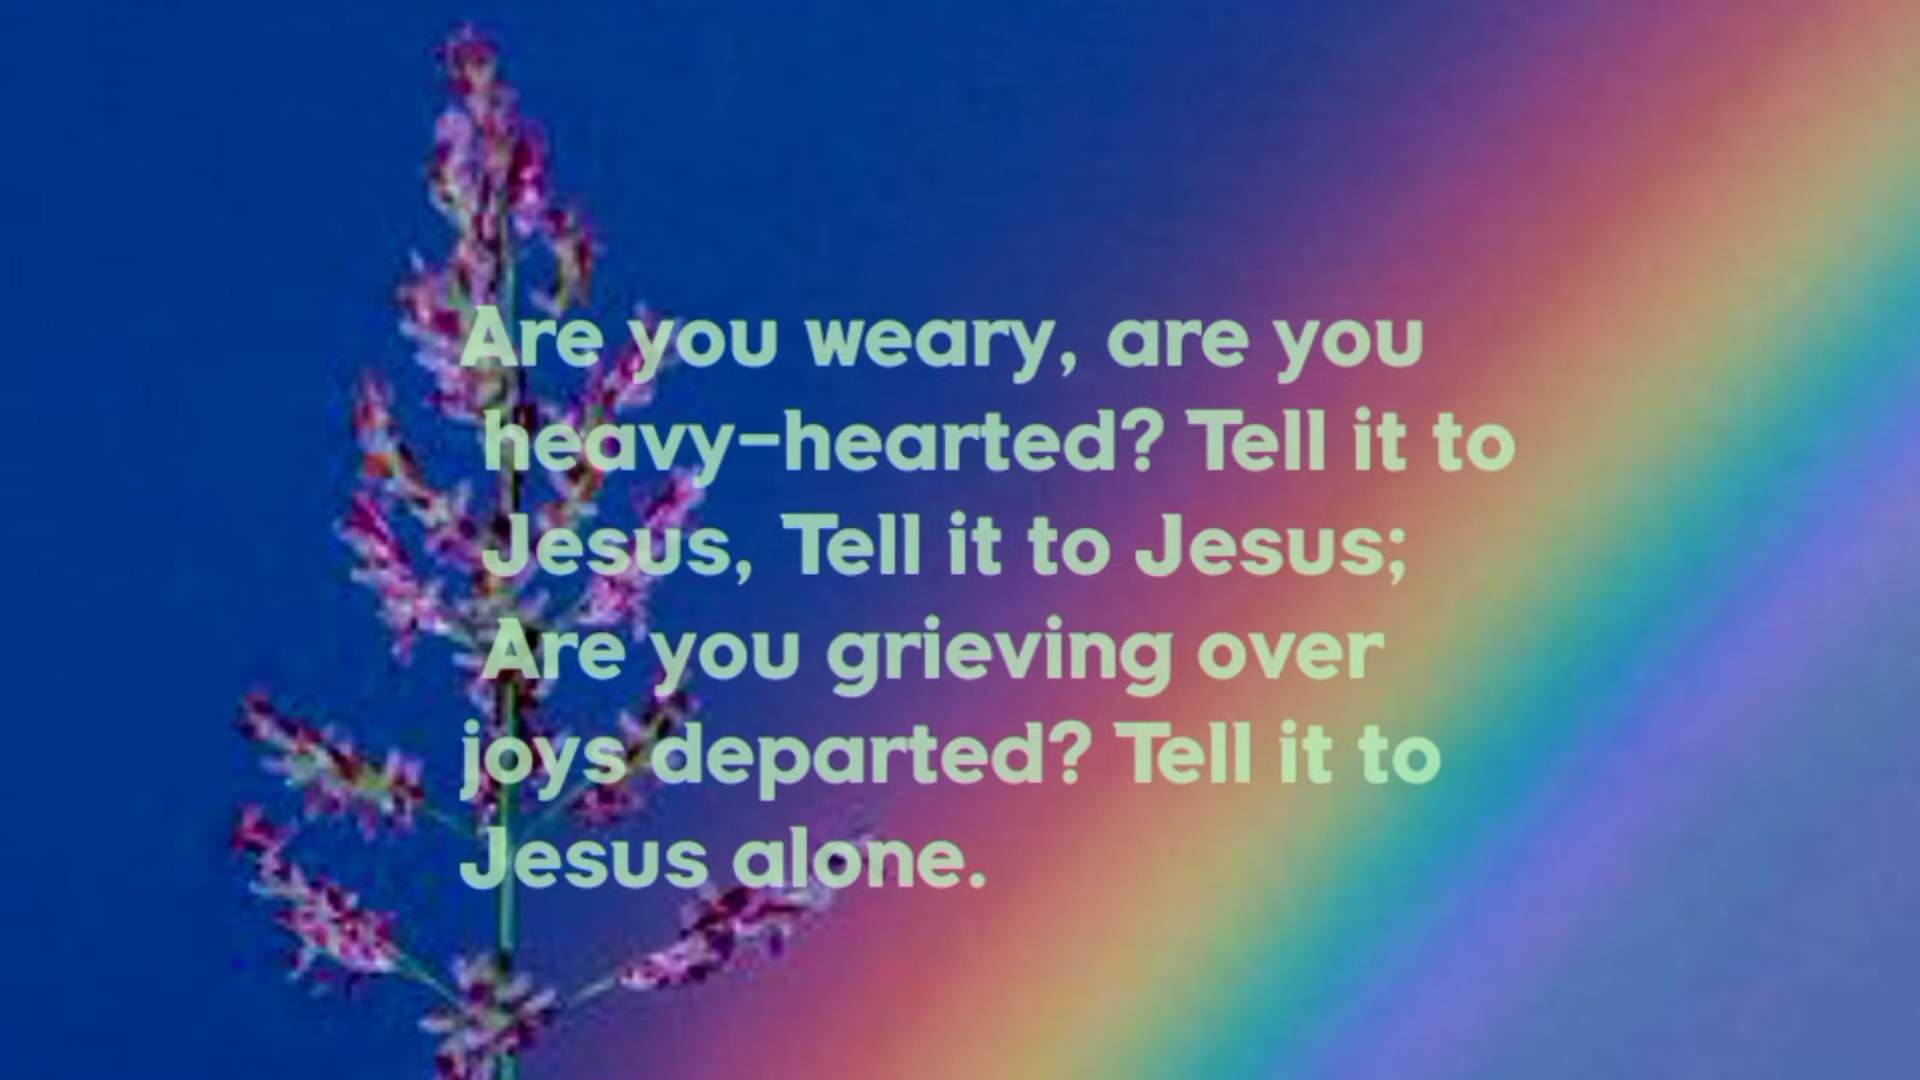 Are you weary, are you
heavy-hearted? Tell it to
Jesus, Tell it to Jesus;
Are you grieving over
joys departed? Tell it to
Jesus alone.